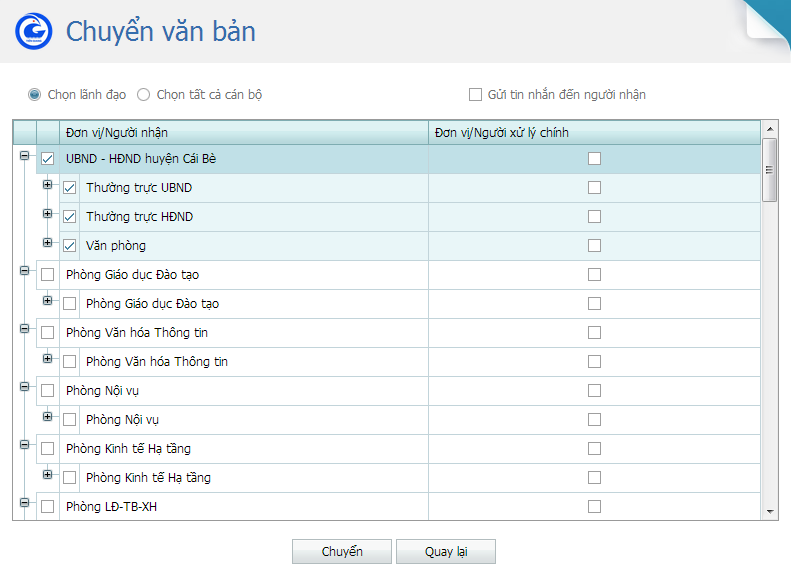 Chuyển văn bản
Chọn lãnh đạo Chọn tất cả cán bộ Gửi tin nhắn đến người nhận
Đơn vị/Người nhận Đơn vị/Người xử lý chính
UBND - HĐND huyện Cái Bè
Thường trực UBND
Thường trực HĐND
Văn phòng
Phòng Giáo dục Đào tạo
Phòng Giáo dục Đào tạo
Phòng Văn hóa Thông tin
Phòng Văn hóa Thông tin
Phòng Nội vụ
Phòng Nội vụ
Phòng Kinh tế Hạ tầng
Phòng Kinh tế Hạ tầng
Phòng LĐ-TB-XH
Chuyển Quay lại